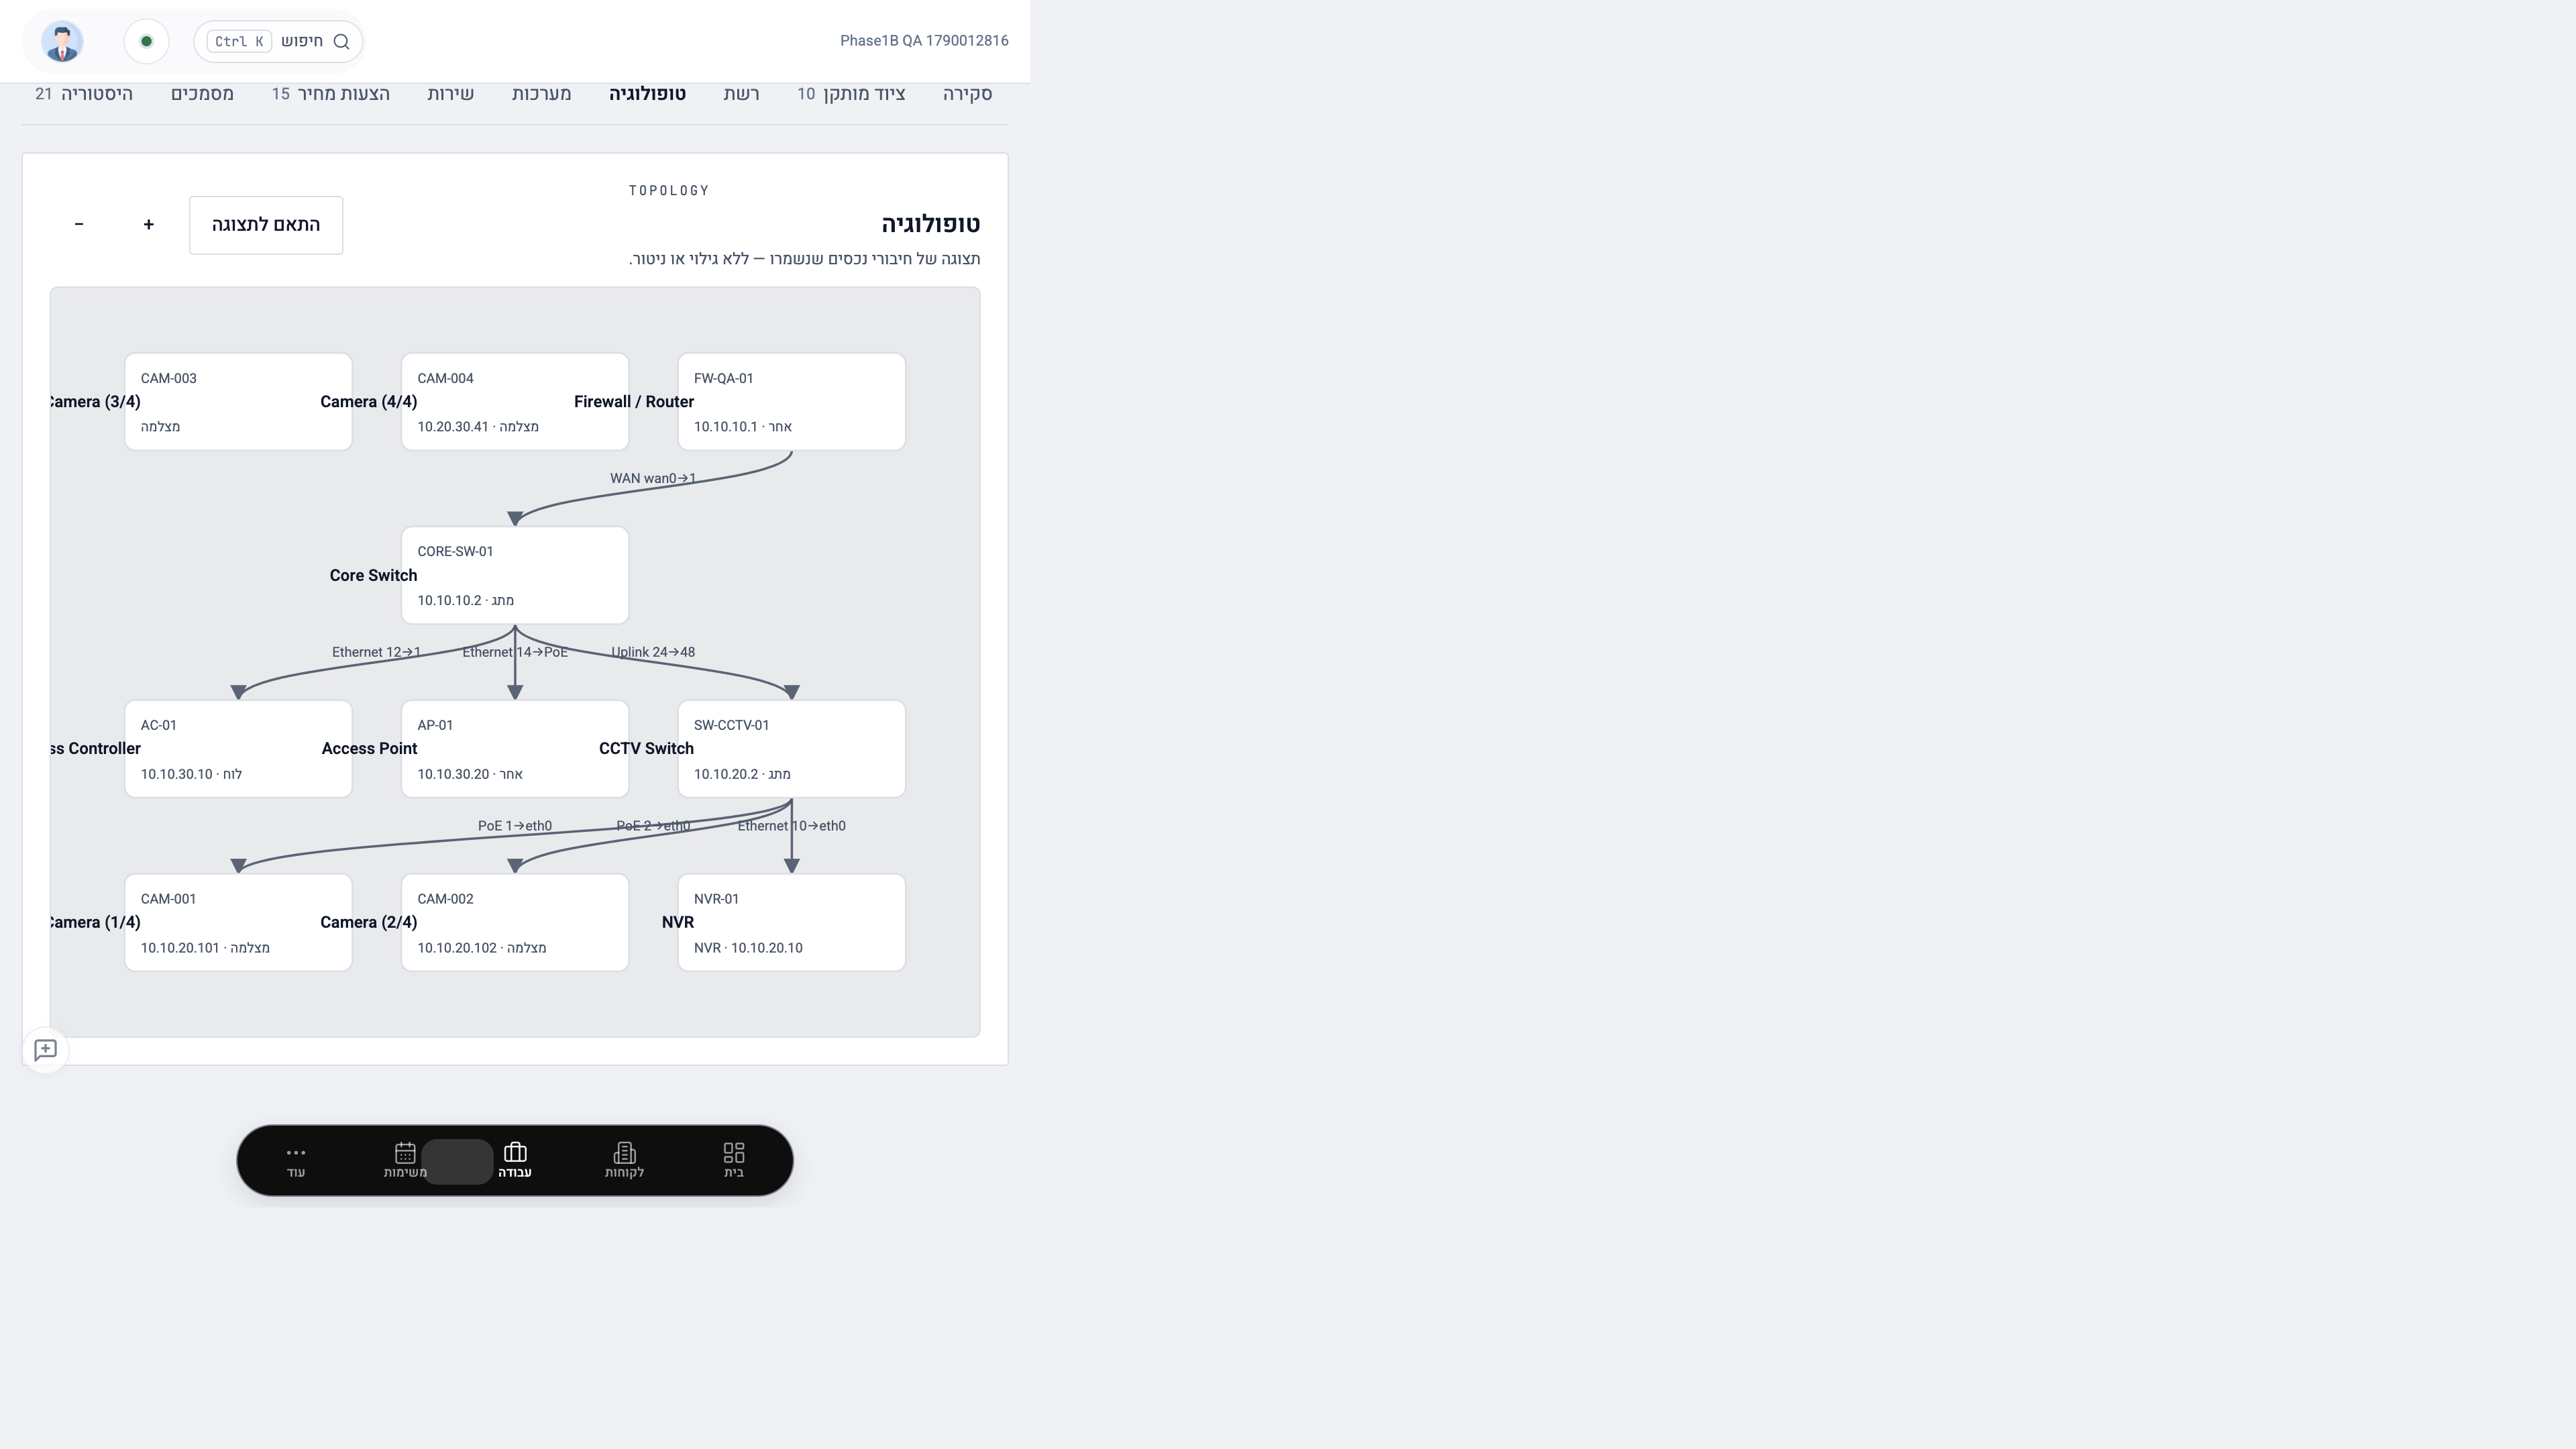 Phase1B QA 1790012816
חיפוש Ctrl K
סקירה
ציוד מותקן 10
רשת
טופולוגיה
מערכות
שירות
הצעות מחיר 15
מסמכים
היסטוריה 21
TOPOLOGY
טופולוגיה
תצוגה של חיבורי נכסים שנשמרו — ללא גילוי או ניטור.
התאם לתצוגה
+
−
FW-QA-01
Firewall / Router
אחר · 10.10.10.1
CAM-004
Camera (4/4)
מצלמה · 10.20.30.41
CAM-003
Camera (3/4)
מצלמה
WAN wan0→1
CORE-SW-01
Core Switch
מתג · 10.10.10.2
Uplink 24→48
Ethernet 14→PoE
Ethernet 12→1
SW-CCTV-01
CCTV Switch
מתג · 10.10.20.2
AP-01
Access Point
אחר · 10.10.30.20
AC-01
ss Controller
לוח · 10.10.30.10
Ethernet 10→eth0
PoE 2→eth0
PoE 1→eth0
NVR-01
NVR
NVR · 10.10.20.10
CAM-002
Camera (2/4)
מצלמה · 10.10.20.102
CAM-001
Camera (1/4)
מצלמה · 10.10.20.101
בית
לקוחות
עבודה
משימות
עוד